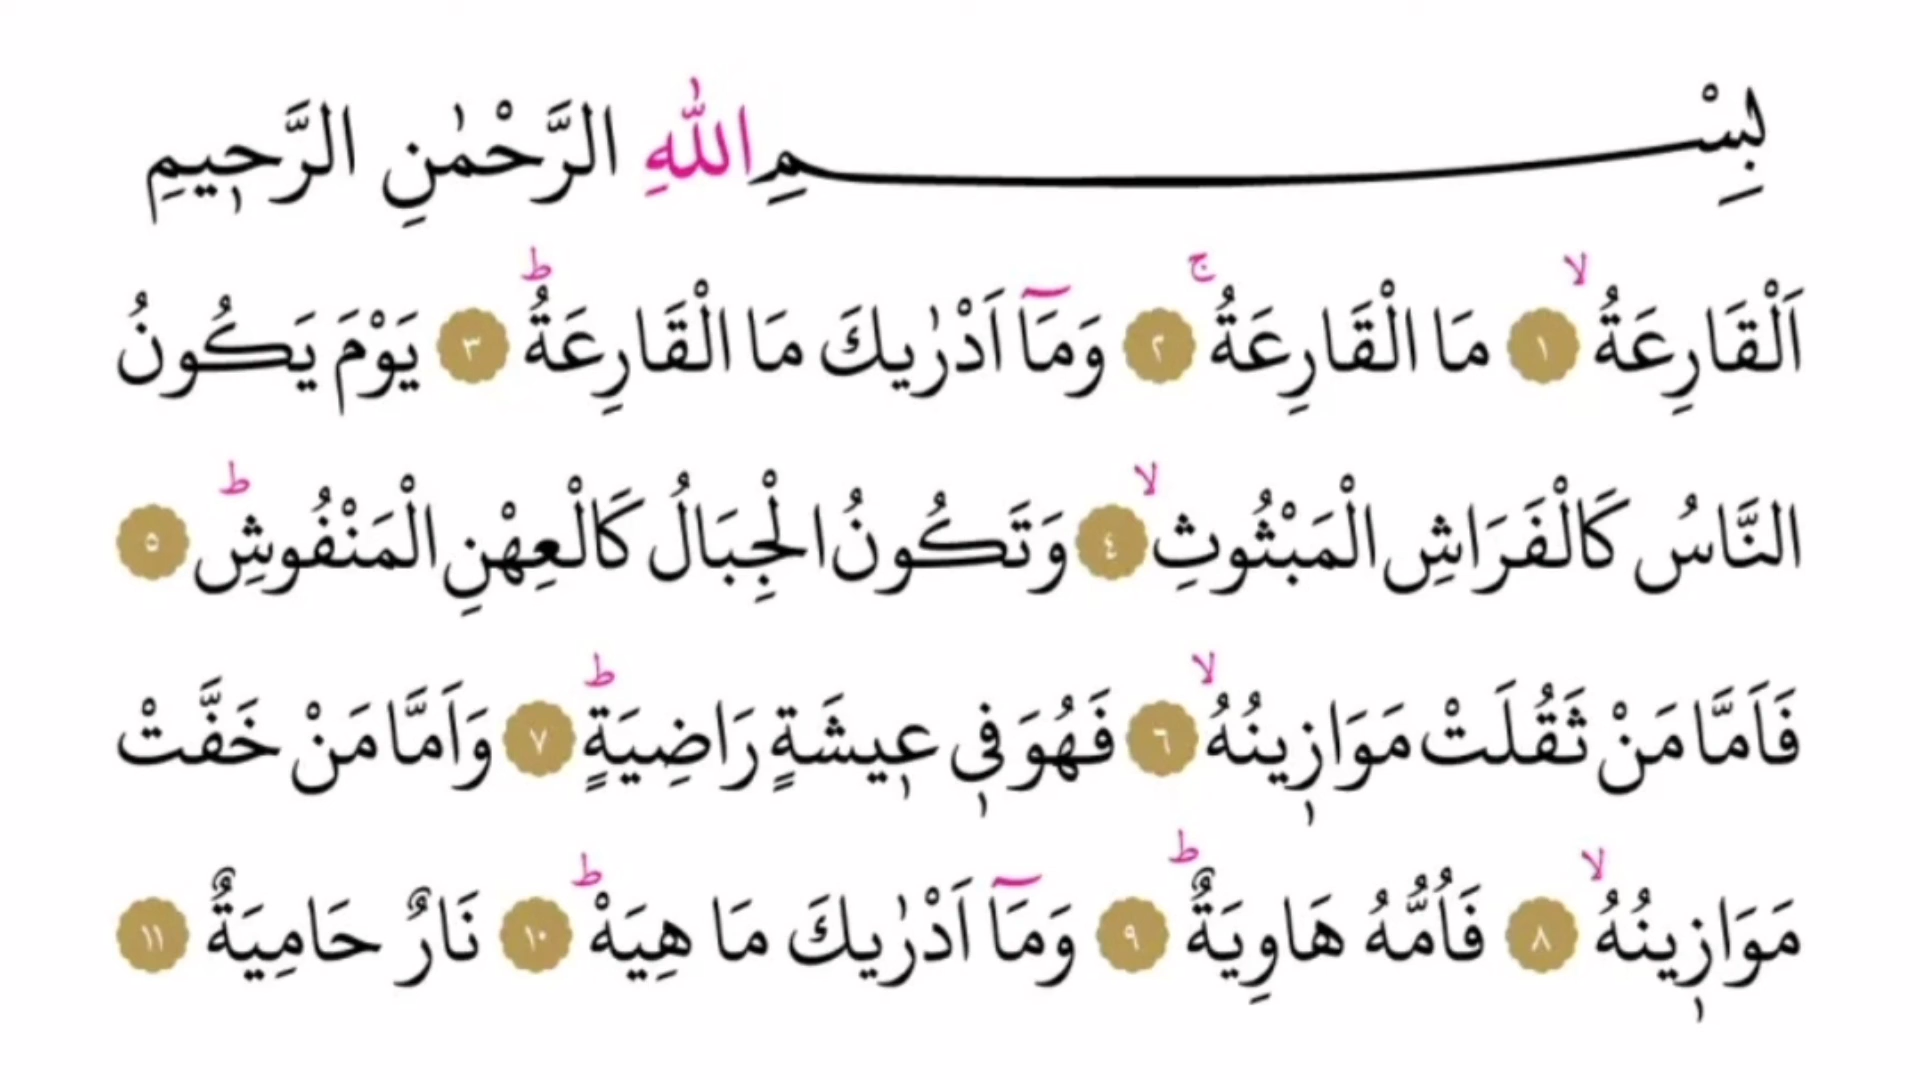 بِسْمِ اللّٰهِ الرَّحْمٰنِ الرَّح۪يمِ
اَلْقَارِعَةُۙ ١ مَا الْقَارِعَةُۚ ٢ وَمَٓا اَدْرٰيكَ مَا الْقَارِعَةُۜ ٣ يَوْمَ يَكُونُ
النَّاسُ كَالْفَرَاشِ الْمَبْثُوثِۙ ٤ وَتَكُونُ الْجِبَالُ كَالْعِهْنِ الْمَنْفُوشِۜ ٥
فَاَمَّا مَنْ ثَقُلَتْ مَوَاز۪ينُهُۙ ٦ فَهُوَ ف۪ي ع۪يشَةٍ رَاضِيَةٍۜ ٧ وَاَمَّا مَنْ خَفَّتْ
مَوَاز۪ينُهُۙ ٨ فَاُمُّهُ هَاوِيَةٌۜ ٩ وَمَٓا اَدْرٰيكَ مَا هِيَهْۜ ١٠ نَارٌ حَامِيَةٌ ١١